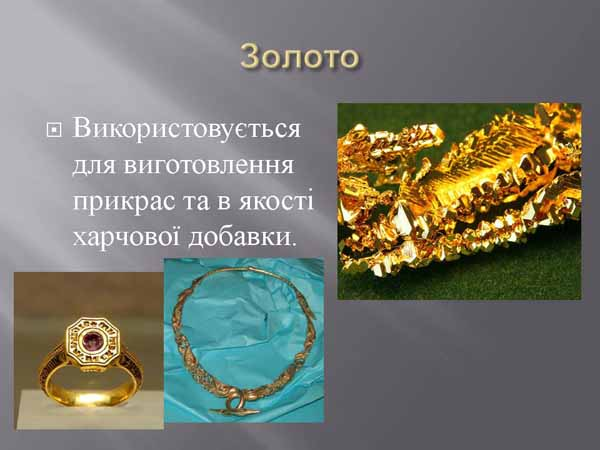 Золото
Використовується
для виготовлення
прикрас та в якості
харчової добавки.